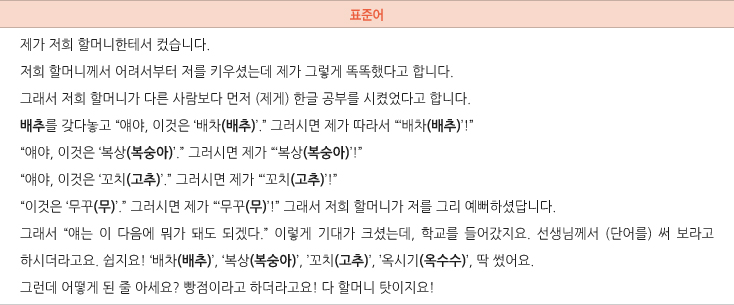 표준어
제가 저희 할머니한테서 컸습니다.
저희 할머니께서 어려서부터 저를 키우셨는데 제가 그렇게 똑똑했다고 합니다.
그래서 저희 할머니가 다른 사람보다 먼저 (제게) 한글 공부를 시켰었다고 합니다.
배추를 갖다놓고 “얘야, 이것은 ‘배차(배추)’.” 그러시면 제가 따라서 “‘배차(배추)’!”
“얘야, 이것은 ‘복상(복숭아)’.” 그러시면 제가 “‘복상(복숭아)’!”
“얘야, 이것은 ‘꼬치(고추)’.” 그러시면 제가 “‘꼬치(고추)’!”
“이것은 ‘무꾸(무)’.” 그러시면 제가 “‘무꾸(무)’!” 그래서 저희 할머니가 저를 그리 예뻐하셨답니다.
그래서 “얘는 이 다음에 뭐가 돼도 되겠다.” 이렇게 기대가 크셨는데, 학교를 들어갔지요. 선생님께서 (단어를) 써 보라고
하시더라고요. 쉽지요! ‘배차(배추)’, ‘복상(복숭아)’, ’꼬치(고추)’, ’옥시기(옥수수)’, 딱 썼어요.
그런데 어떻게 된 줄 아세요? 빵점이라고 하더라고요! 다 할머니 탓이지요!